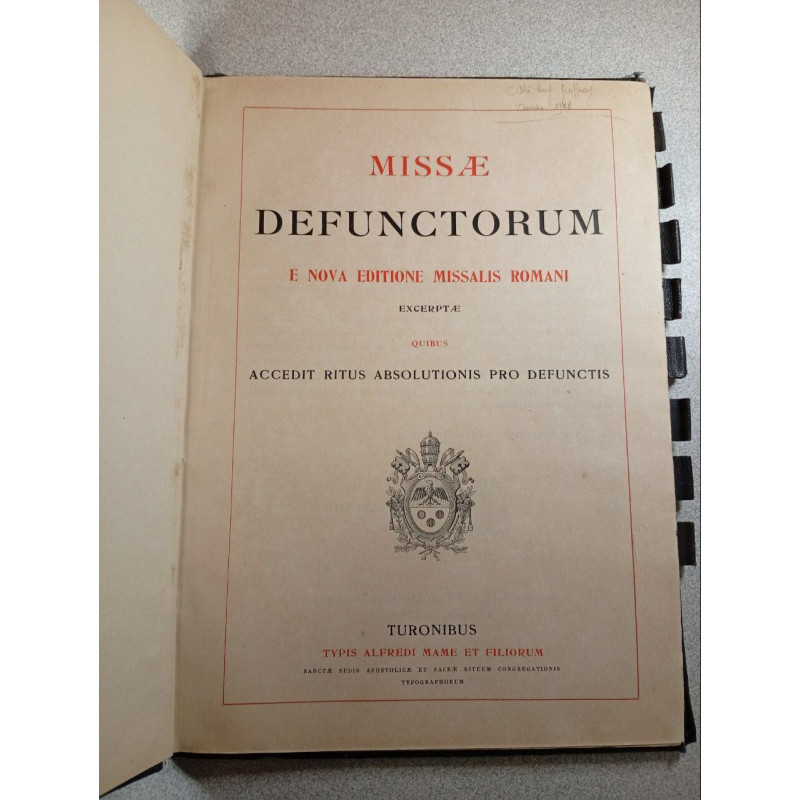 MISSÆ
DEFUNCTORUM
E NOVA EDITIONE MISSALIS ROMANI
EXCERPTÆ
QUIBUS
ACCEDIT RITUS ABSOLUTIONIS PRO DEFUNCTIS
TURONIBUS
TYPIS ALFREDI MAME ET FILIORUM
SANCTÆ SEDIS APOSTOLICÆ ET SACRÆ RITUUM CONGREGATIONIS
TYPOGRAPHORUM